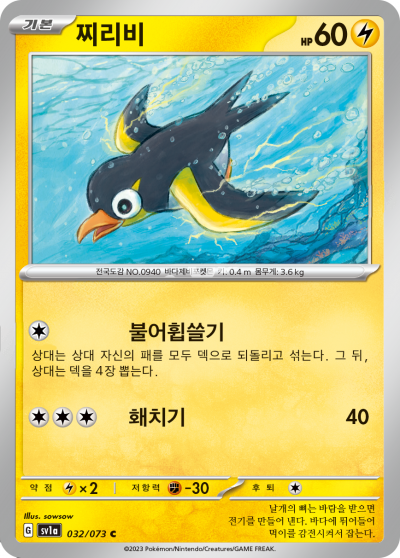 기본 찌리비 HP 60
전국도감 NO.0940 바다제비포켓몬 키: 0.4 m 몸무게: 3.6 kg
불어휩쓸기
상대는 상대 자신의 패를 모두 덱으로 되돌리고 섞는다. 그 뒤,
상대는 덱을 4장 뽑는다.
홰치기 40
약점 ×2 저항력 -30 후퇴
Illus. sowsow
G sv1a 032/073 C
날개의 뼈는 바람을 받으면
전기를 만들어 낸다. 바다에 뛰어들어
먹이를 감전시켜서 잡는다.
©2023 Pokémon/Nintendo/Creatures/GAME FREAK.